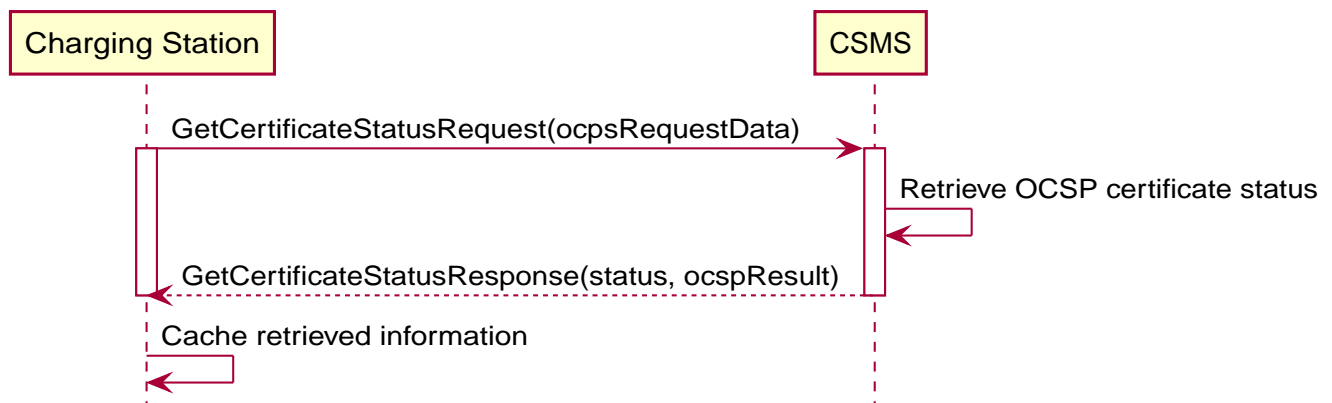 Charging Station
CSMS
GetCertificateStatusRequest(ocpsRequestData)
Retrieve OCSP certificate status
GetCertificateStatusResponse(status, ocspResult)
Cache retrieved information